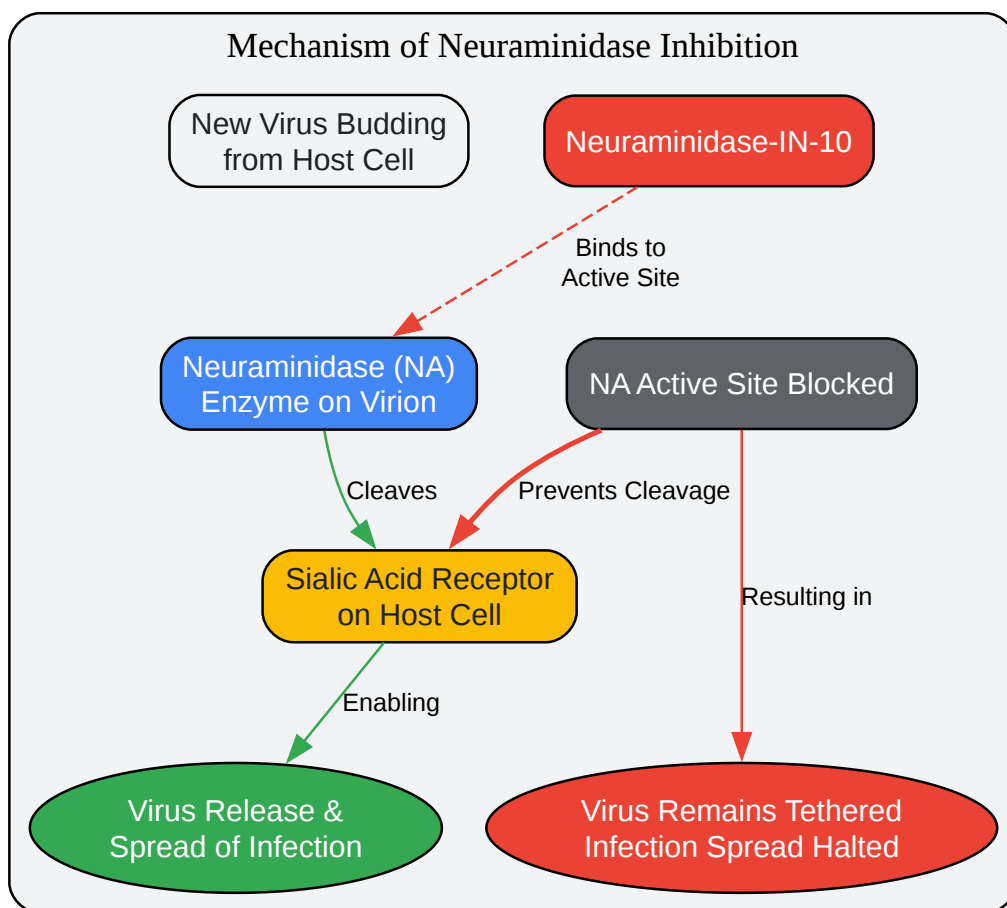 Mechanism of Neuraminidase Inhibition
New Virus Budding
from Host Cell
Neuraminidase-IN-10
Binds to
Active Site
Neuraminidase (NA)
Enzyme on Virion
NA Active Site Blocked
Cleaves
Prevents Cleavage
Sialic Acid Receptor
on Host Cell
Resulting in
Enabling
Virus Release &
Spread of Infection
Virus Remains Tethered
Infection Spread Halted